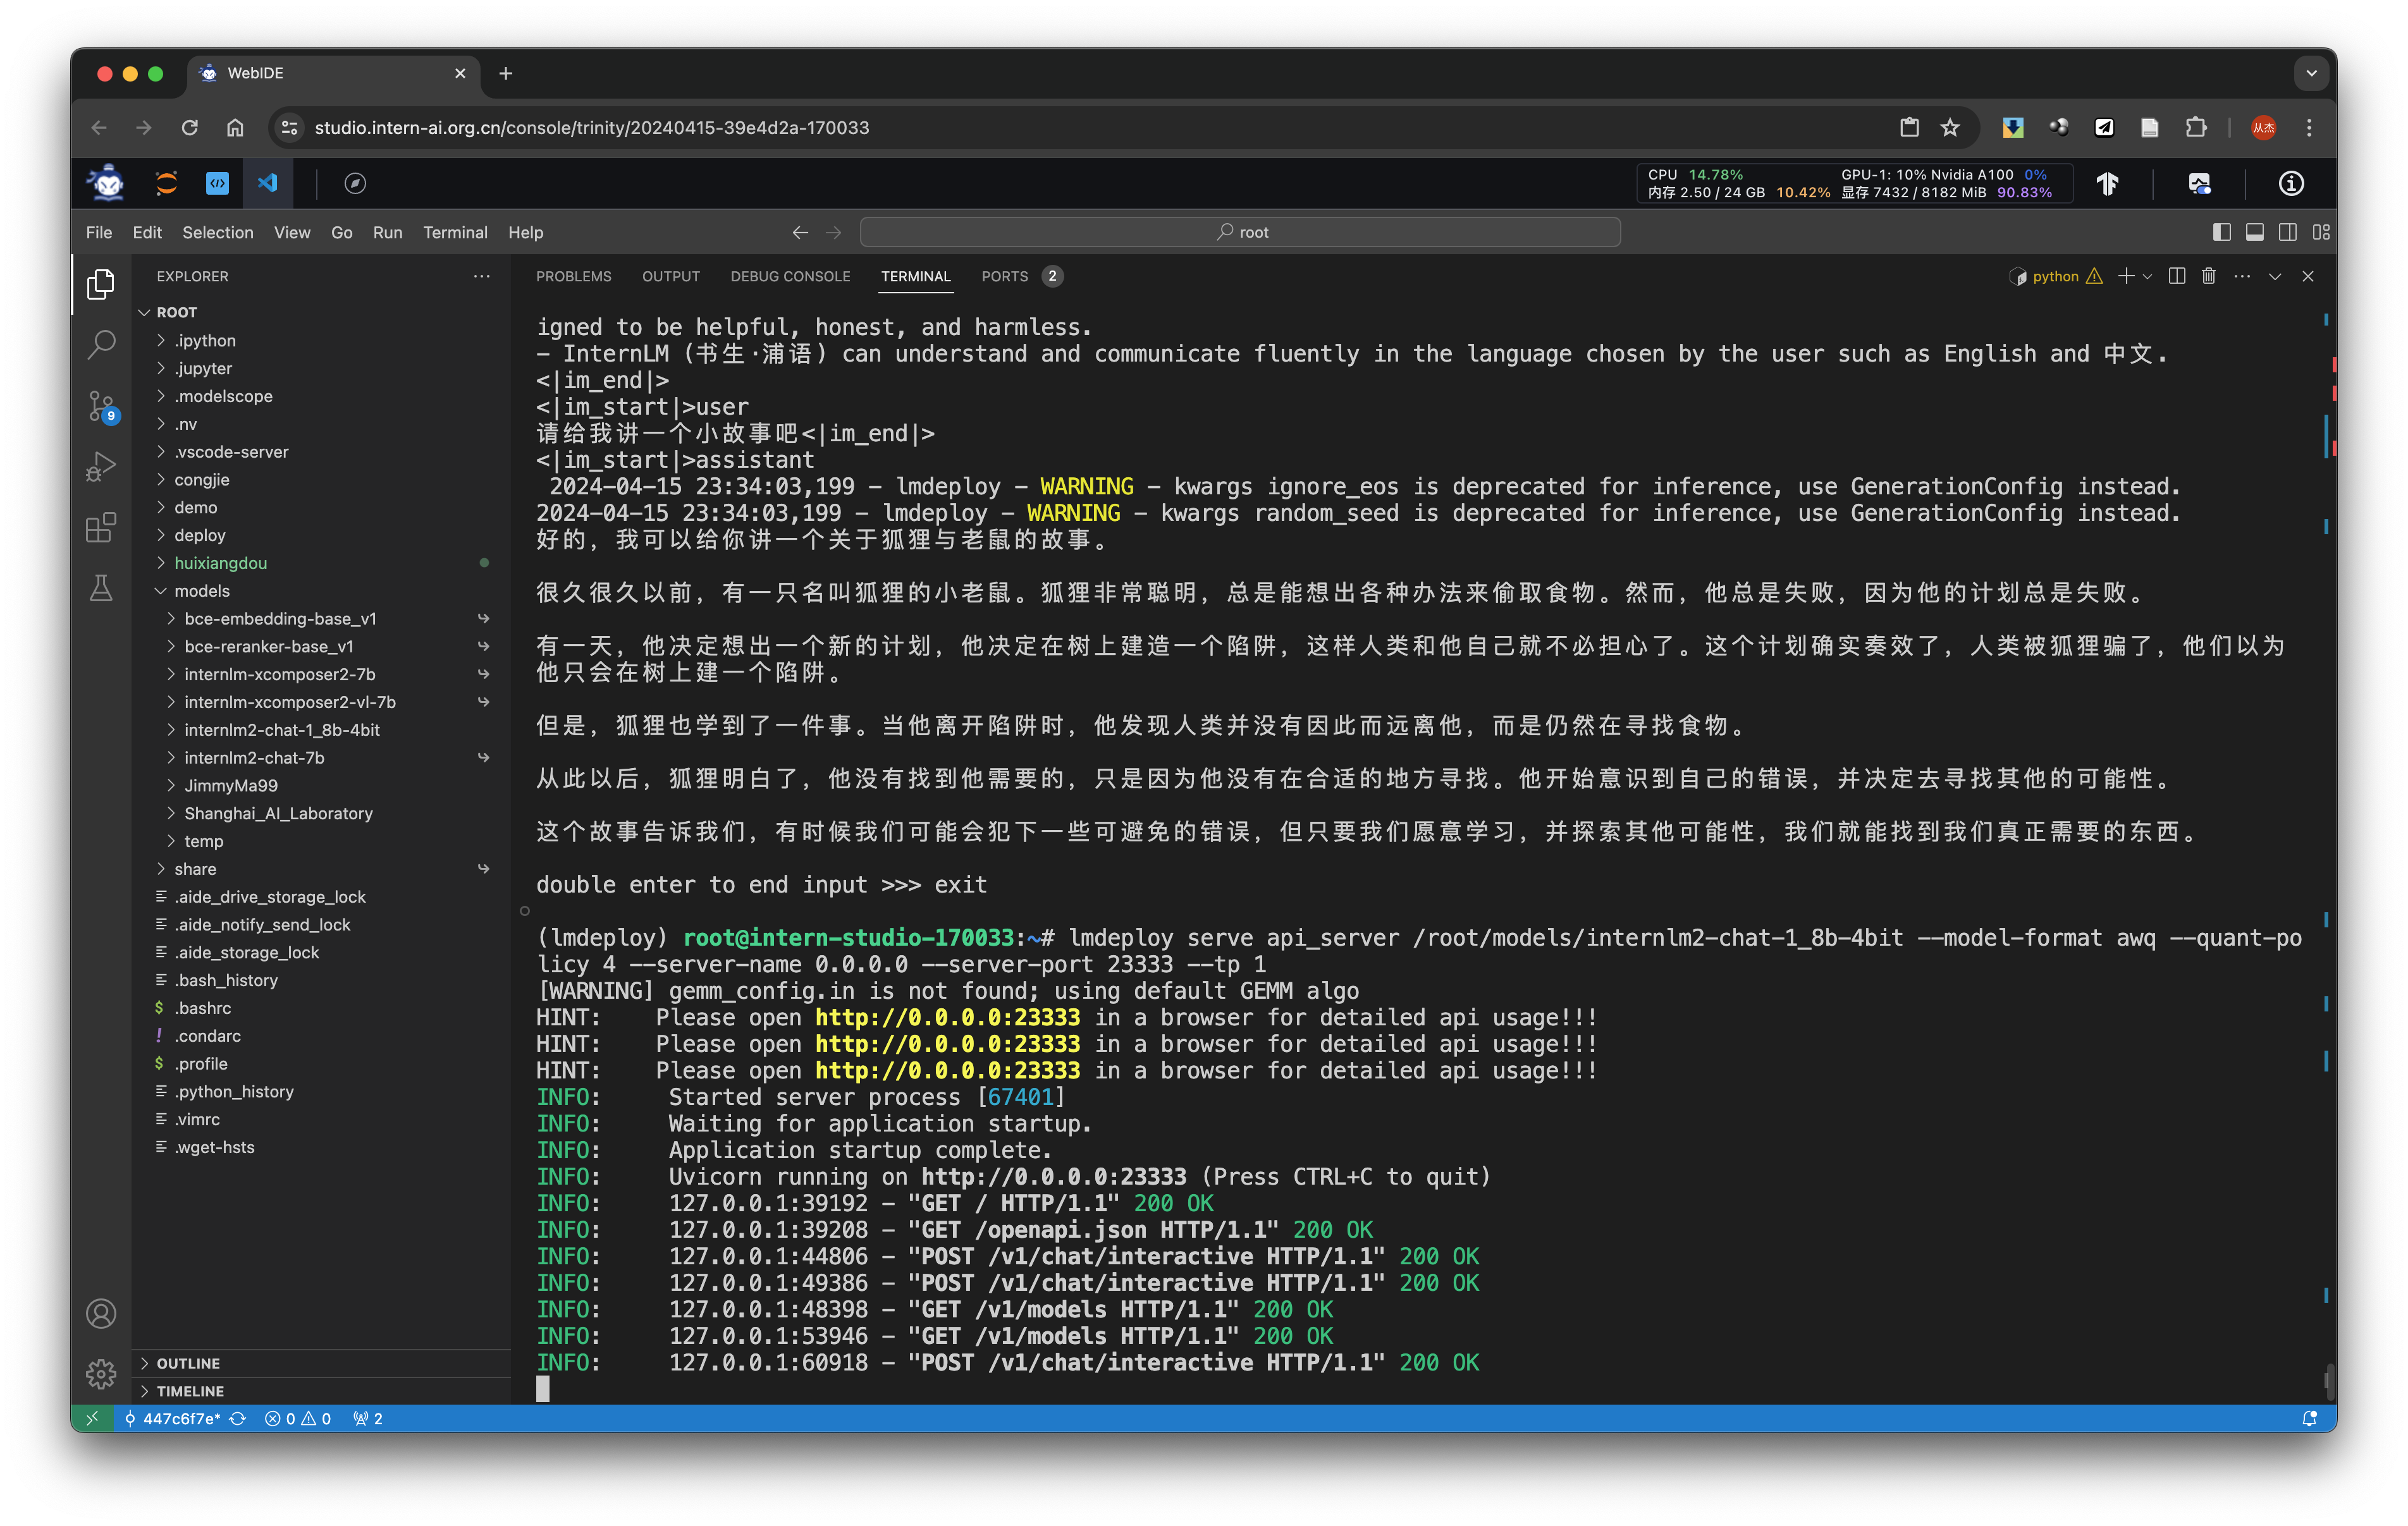 WebIDE
studio.intern-ai.org.cn/console/trinity/20240415-39e4d2a-170033
从杰
CPU 14.78% GPU-1: 10% Nvidia A100 0%
内存 2.50 / 24 GB 10.42% 显存 7432 / 8182 MiB 90.83%
File Edit Selection View Go Run Terminal Help
root
EXPLORER
PROBLEMS OUTPUT DEBUG CONSOLE TERMINAL PORTS 2
python
ROOT
.ipython
.jupyter
.modelscope
.nv
.vscode-server
congjie
demo
deploy
huixiangdou
models
bce-embedding-base_v1
bce-reranker-base_v1
internlm-xcomposer2-7b
internlm-xcomposer2-vl-7b
internlm2-chat-1_8b-4bit
internlm2-chat-7b
JimmyMa99
Shanghai_AI_Laboratory
temp
share
.aide_drive_storage_lock
.aide_notify_send_lock
.aide_storage_lock
.bash_history
$ .bashrc
! .condarc
$ .profile
.python_history
.vimrc
.wget-hsts
OUTLINE
TIMELINE
9
igned to be helpful, honest, and harmless.
- InternLM (书生·浦语) can understand and communicate fluently in the language chosen by the user such as English and 中文.
<|im_end|>
<|im_start|>user
请给我讲一个小故事吧<|im_end|>
<|im_start|>assistant
2024-04-15 23:34:03,199 - lmdeploy - WARNING - kwargs ignore_eos is deprecated for inference, use GenerationConfig instead.
2024-04-15 23:34:03,199 - lmdeploy - WARNING - kwargs random_seed is deprecated for inference, use GenerationConfig instead.
好的，我可以给你讲一个关于狐狸与老鼠的故事。
很久很久以前，有一只名叫狐狸的小老鼠。狐狸非常聪明，总是能想出各种办法来偷取食物。然而，他总是失败，因为他的计划总是失败。
有一天，他决定想出一个新的计划，他决定在树上建造一个陷阱，这样人类和他自己就不必担心了。这个计划确实奏效了，人类被狐狸骗了，他们以为
他只会在树上建一个陷阱。
但是，狐狸也学到了一件事。当他离开陷阱时，他发现人类并没有因此而远离他，而是仍然在寻找食物。
从此以后，狐狸明白了，他没有找到他需要的，只是因为他没有在合适的地方寻找。他开始意识到自己的错误，并决定去寻找其他的可能性。
这个故事告诉我们，有时候我们可能会犯下一些可避免的错误，但只要我们愿意学习，并探索其他可能性，我们就能找到我们真正需要的东西。
double enter to end input >>> exit
(lmdeploy) root@intern-studio-170033:~# lmdeploy serve api_server /root/models/internlm2-chat-1_8b-4bit --model-format awq --quant-po
licy 4 --server-name 0.0.0.0 --server-port 23333 --tp 1
[WARNING] gemm_config.in is not found; using default GEMM algo
HINT: Please open http://0.0.0.0:23333 in a browser for detailed api usage!!!
HINT: Please open http://0.0.0.0:23333 in a browser for detailed api usage!!!
HINT: Please open http://0.0.0.0:23333 in a browser for detailed api usage!!!
INFO: Started server process [67401]
INFO: Waiting for application startup.
INFO: Application startup complete.
INFO: Uvicorn running on http://0.0.0.0:23333 (Press CTRL+C to quit)
INFO: 127.0.0.1:39192 - "GET / HTTP/1.1" 200 OK
INFO: 127.0.0.1:39208 - "GET /openapi.json HTTP/1.1" 200 OK
INFO: 127.0.0.1:44806 - "POST /v1/chat/interactive HTTP/1.1" 200 OK
INFO: 127.0.0.1:49386 - "POST /v1/chat/interactive HTTP/1.1" 200 OK
INFO: 127.0.0.1:48398 - "GET /v1/models HTTP/1.1" 200 OK
INFO: 127.0.0.1:53946 - "GET /v1/models HTTP/1.1" 200 OK
INFO: 127.0.0.1:60918 - "POST /v1/chat/interactive HTTP/1.1" 200 OK
447c6f7e* 0 0 2